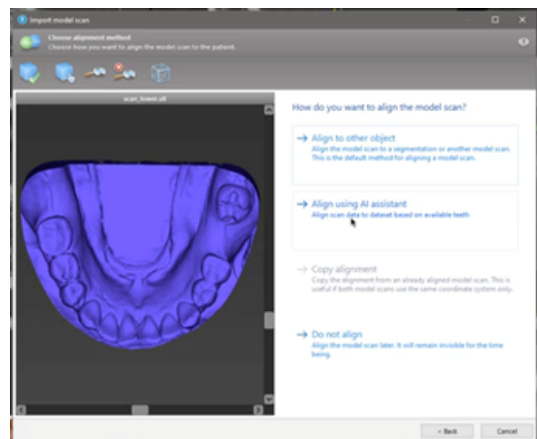 Import model scan
Choose alignment method
Choose how you want to align the model scan to the patient.
scan_lower.stl
How do you want to align the model scan?
→ Align to other object
Align the model scan to a segmentation or another model scan.
This is the default method for aligning a model scan.
→ Align using AI assistant
Align scan data to dataset based on available teeth
→ Copy alignment
Copy the alignment from an already aligned model scan. This is
useful if both model scans use the same coordinate system only.
→ Do not align
Align the model scan later. It will remain invisible for the time
being.
< Back
Cancel